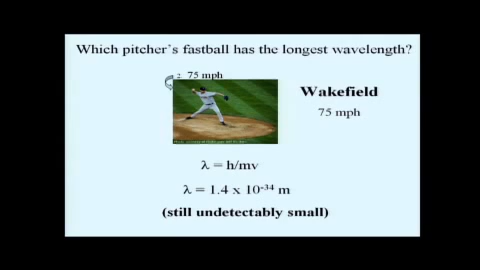 Which pitcher's fastball has the longest wavelength?
2 75 mph
Wakefield
75 mph
λ = h/mv
λ = 1.4 x 10⁻³⁴ m
(still undetectably small)